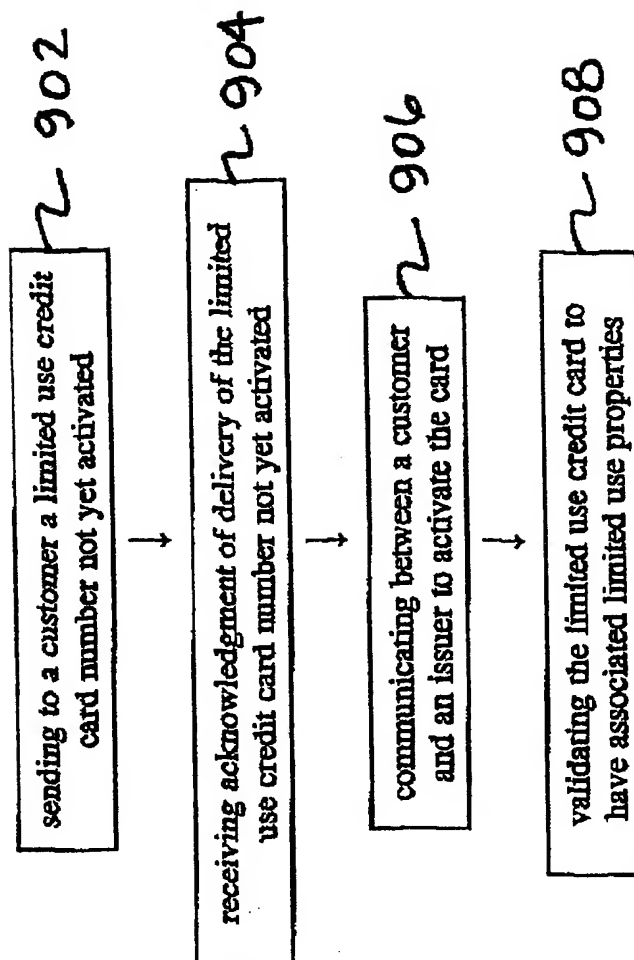 sending to a customer a limited use credit
card number not yet activated
902
receiving acknowledgment of delivery of the limited
use credit card number not yet activated
904
communicating between a customer
and an issuer to activate the card
906
validating the limited use credit card to
have associated limited use properties
908